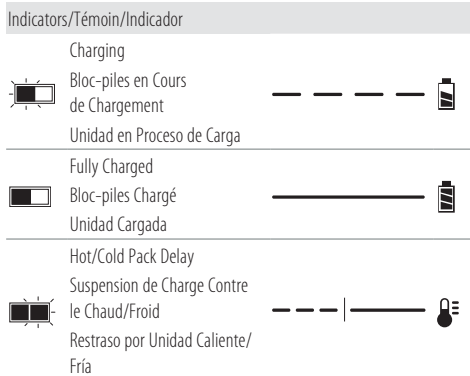 Indicators/Témoin/Indicador
Charging
Bloc-piles en Cours
de Chargement
Unidad en Proceso de Carga
Fully Charged
Bloc-piles Chargé
Unidad Cargada
Hot/Cold Pack Delay
Suspension de Charge Contre
le Chaud/Froid
Restraso por Unidad Caliente/
Fría